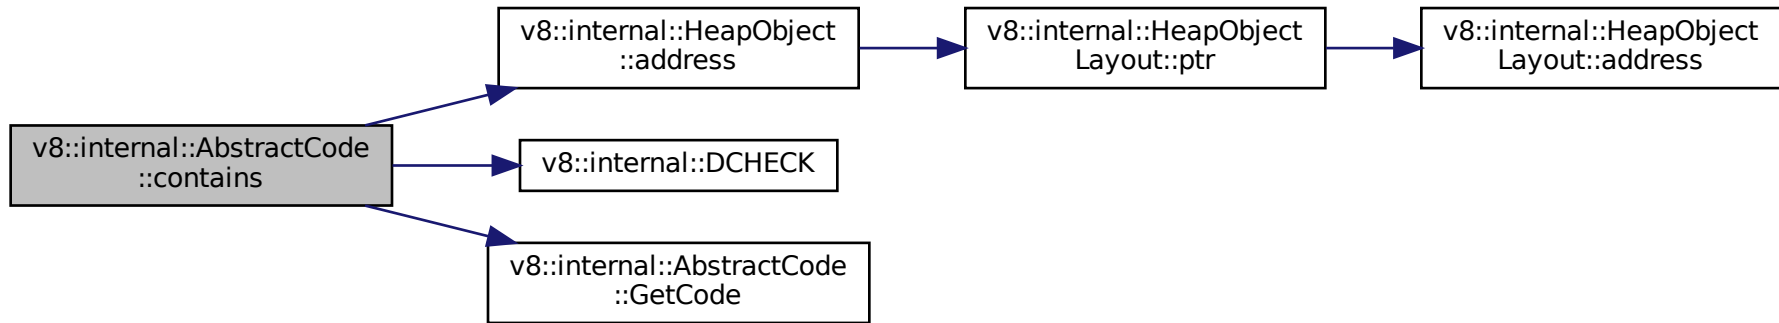 v8::internal::AbstractCode
::contains
v8::internal::HeapObject
::address
v8::internal::HeapObject
Layout::ptr
v8::internal::HeapObject
Layout::address
v8::internal::DCHECK
v8::internal::AbstractCode
::GetCode